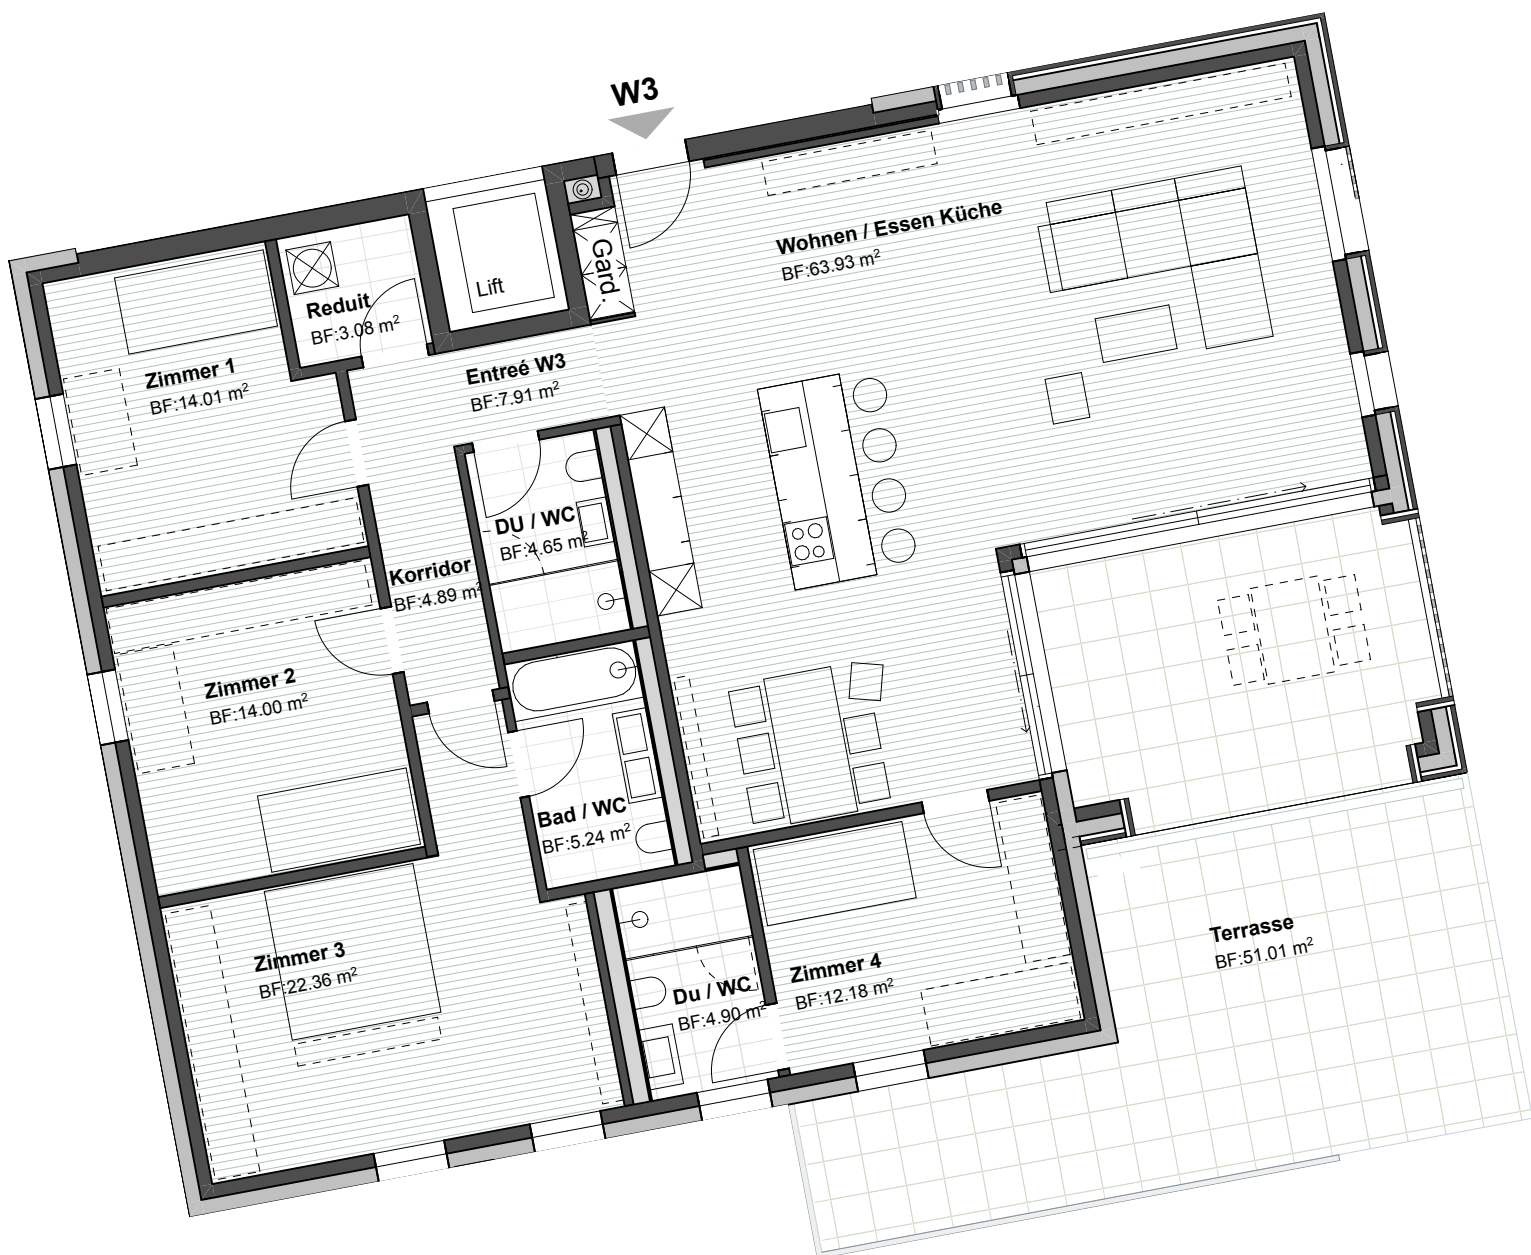 W3
Wohnen / Essen Küche
BF:63.93 m²
Gard.
Lift
Reduit
BF:3.08 m²
Zimmer 1
BF:14.01 m²
Entreé W3
BF:7.91 m²
DU / WC
BF:4.65 m²
Korridor
BF:4.89 m²
Zimmer 2
BF:14.00 m²
Bad / WC
BF:5.24 m²
Zimmer 3
BF:22.36 m²
Du / WC
BF:4.90 m²
Zimmer 4
BF:12.18 m²
Terrasse
BF:51.01 m²